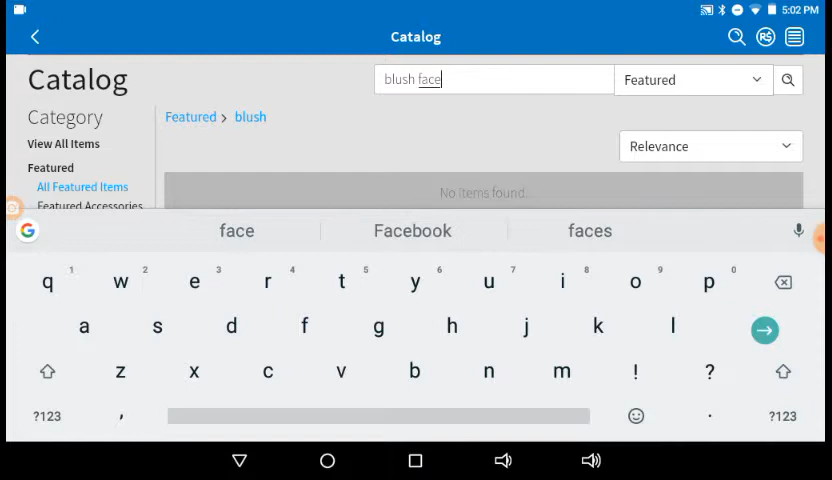 5:02 PM
Catalog
R$
Catalog
blush face
Featured
Category
Featured > blush
View All Items
Relevance
Featured
All Featured Items
No items found.
Featured Accessories
G
face Facebook faces
q 1 w 2 e 3 r 4 t 5 y 6 u 7 i 8 o 9 p 0
a s d f g h j k l
z x c v b n m ! ?
?123 , . ?123